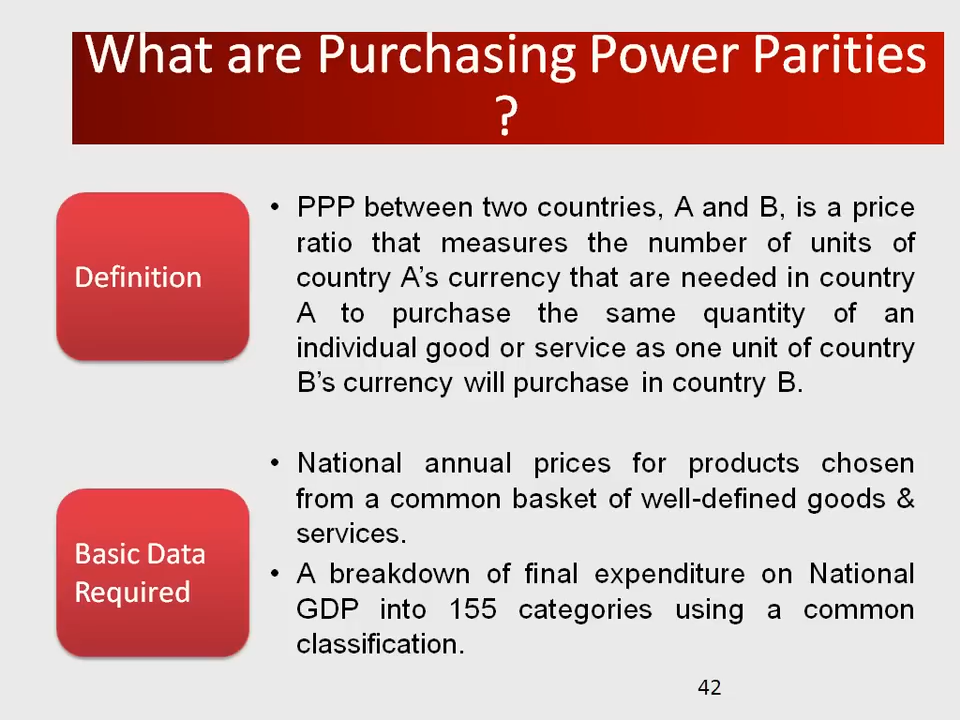 What are Purchasing Power Parities
?
Definition
• PPP between two countries, A and B, is a price
ratio that measures the number of units of
country A’s currency that are needed in country
A to purchase the same quantity of an
individual good or service as one unit of country
B’s currency will purchase in country B.
Basic Data
Required
• National annual prices for products chosen
from a common basket of well-defined goods &
services.
• A breakdown of final expenditure on National
GDP into 155 categories using a common
classification.
42